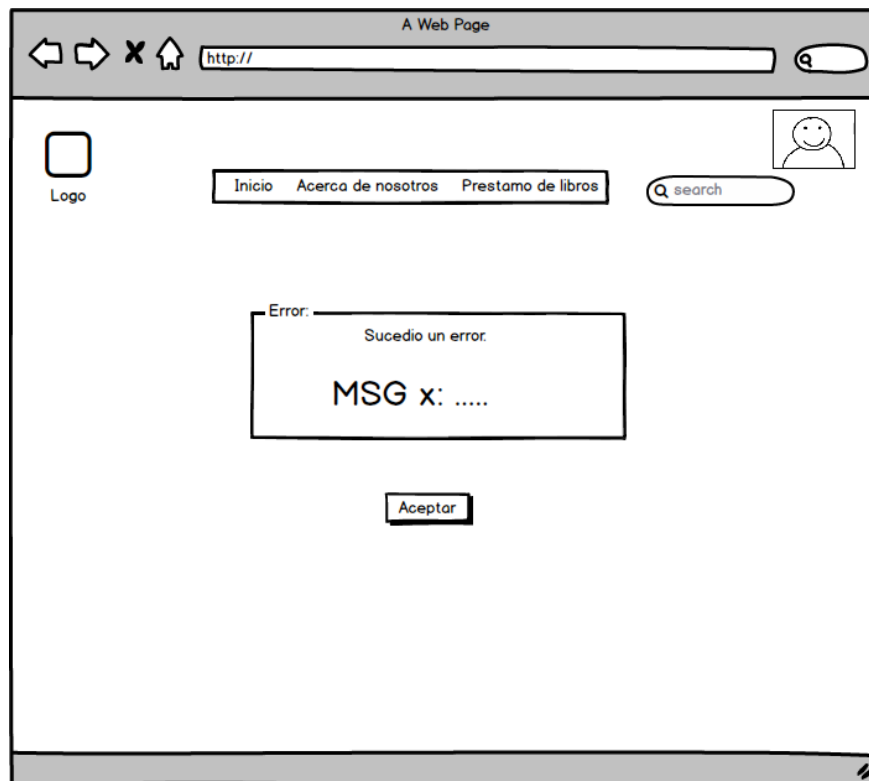 A Web Page
http://
Logo
Inicio Acerca de nosotros Prestamo de libros
search
Error:
Sucedio un error.
MSG x: .....
Aceptar